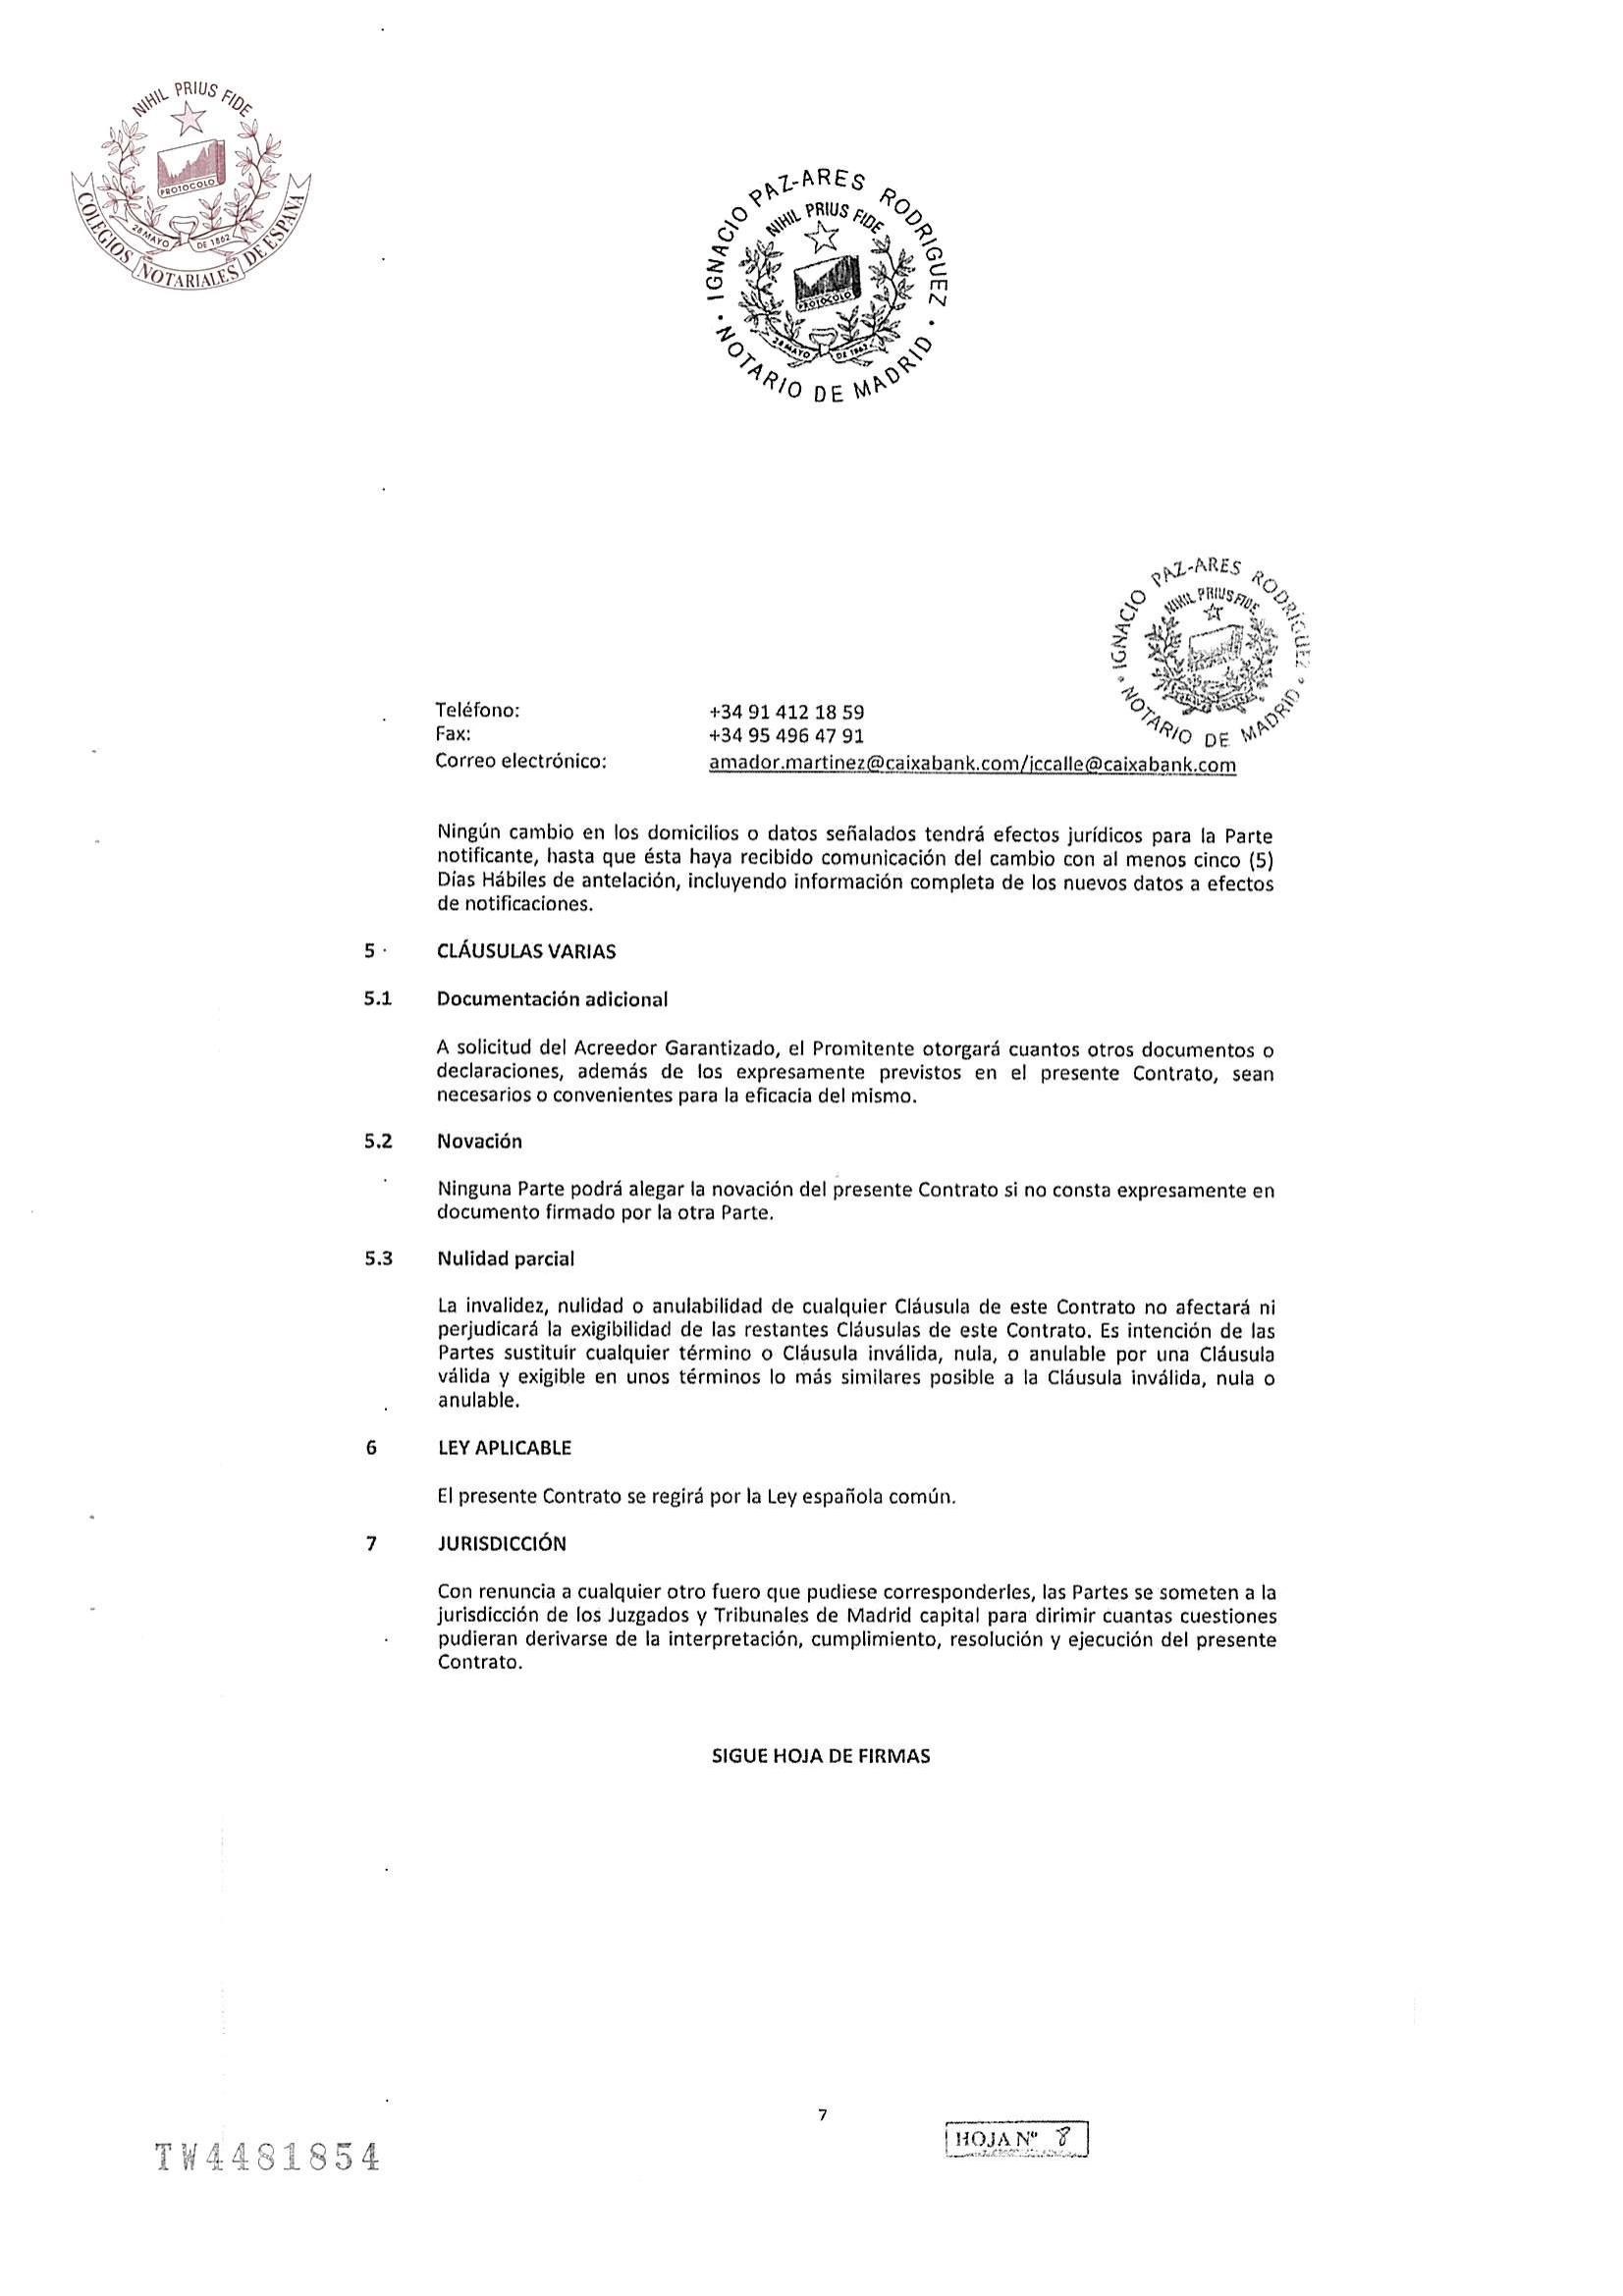 NIHIL PRIUS FIDE
PROTOCOLO
28 MAYO DE 1862
COLEGIOS NOTARIALES DE ESPAÑA
IGNACIO PAZ-ARES RODRIGUEZ
NIHIL PRIUS FIDE
PROTOCOLO
28 MAYO DE 1862
· NOTARIO DE MADRID ·
IGNACIO PAZ-ARES RODRÍGUEZ
NIHIL PRIUS FIDE
· NOTARIO DE MADRID ·
Teléfono: +34 91 412 18 59
Fax: +34 95 496 47 91
Correo electrónico: amador.martinez@caixabank.com/jccalle@caixabank.com
Ningún cambio en los domicilios o datos señalados tendrá efectos jurídicos para la Parte
notificante, hasta que ésta haya recibido comunicación del cambio con al menos cinco (5)
Días Hábiles de antelación, incluyendo información completa de los nuevos datos a efectos
de notificaciones.
5 CLÁUSULAS VARIAS
5.1 Documentación adicional
A solicitud del Acreedor Garantizado, el Promitente otorgará cuantos otros documentos o
declaraciones, además de los expresamente previstos en el presente Contrato, sean
necesarios o convenientes para la eficacia del mismo.
5.2 Novación
Ninguna Parte podrá alegar la novación del presente Contrato si no consta expresamente en
documento firmado por la otra Parte.
5.3 Nulidad parcial
La invalidez, nulidad o anulabilidad de cualquier Cláusula de este Contrato no afectará ni
perjudicará la exigibilidad de las restantes Cláusulas de este Contrato. Es intención de las
Partes sustituir cualquier término o Cláusula inválida, nula, o anulable por una Cláusula
válida y exigible en unos términos lo más similares posible a la Cláusula inválida, nula o
anulable.
6 LEY APLICABLE
El presente Contrato se regirá por la Ley española común.
7 JURISDICCIÓN
Con renuncia a cualquier otro fuero que pudiese corresponderles, las Partes se someten a la
jurisdicción de los Juzgados y Tribunales de Madrid capital para dirimir cuantas cuestiones
pudieran derivarse de la interpretación, cumplimiento, resolución y ejecución del presente
Contrato.
SIGUE HOJA DE FIRMAS
7
HOJA Nº 8
TW4481854